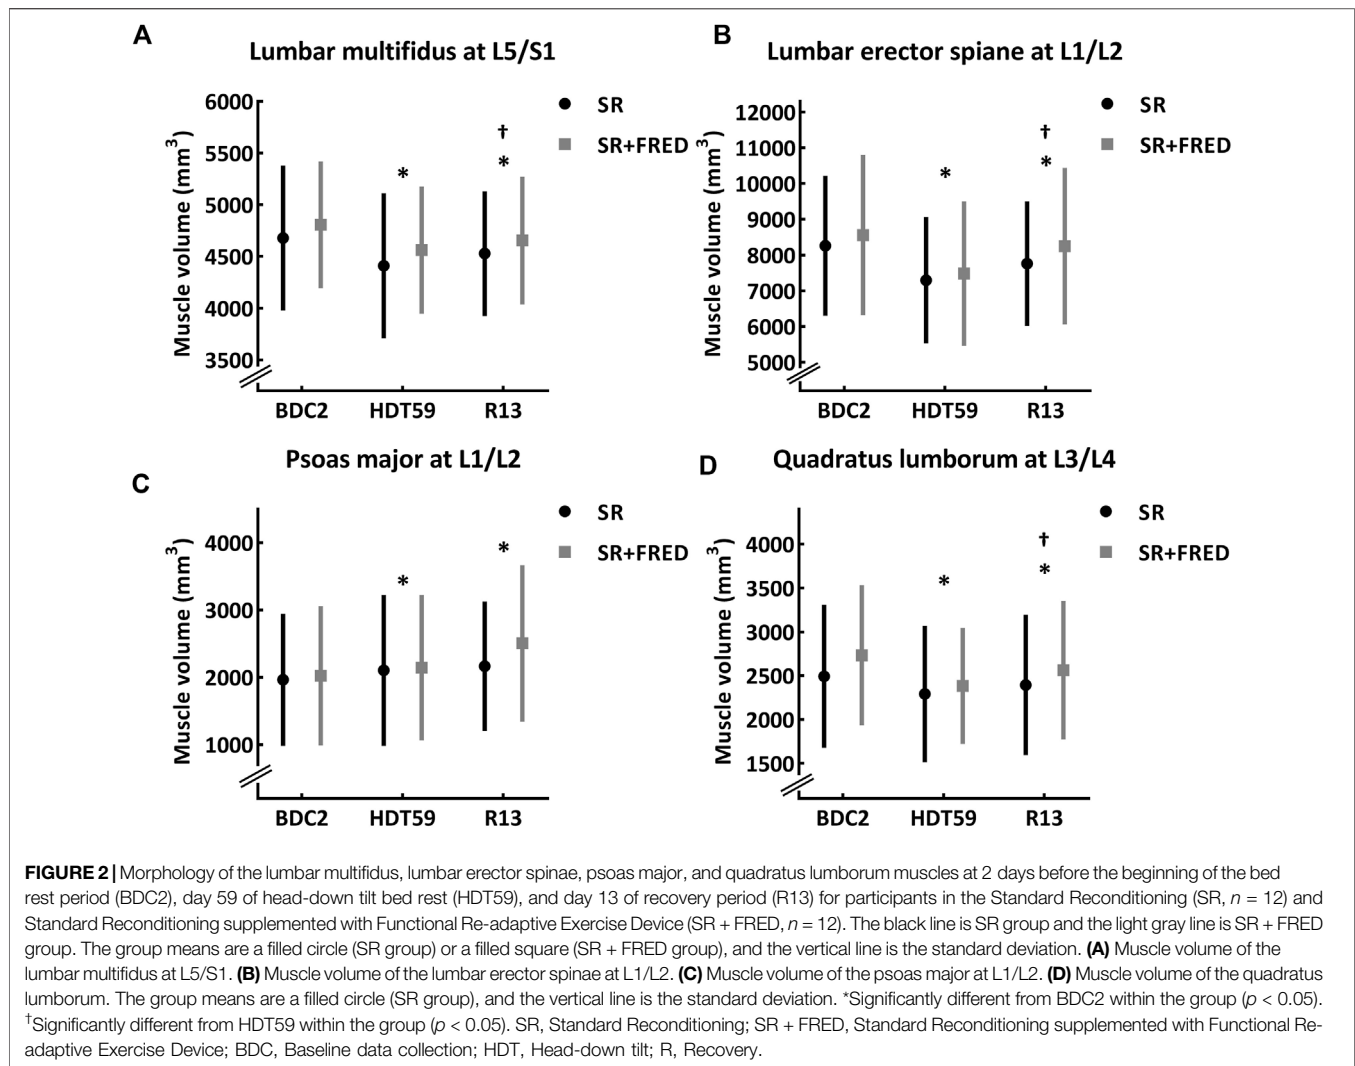 A
Lumbar multifidus at L5/S1
Muscle volume (mm³)
6000
5500
5000
4500
4000
3500
SR
SR+FRED
*
†
*
BDC2 HDT59 R13
B
Lumbar erector spiane at L1/L2
Muscle volume (mm³)
12000
11000
10000
9000
8000
7000
6000
5000
SR
SR+FRED
*
†
*
BDC2 HDT59 R13
C
Psoas major at L1/L2
Muscle volume (mm³)
4000
3000
2000
1000
SR
SR+FRED
*
*
BDC2 HDT59 R13
D
Quadratus lumborum at L3/L4
Muscle volume (mm³)
4000
3500
3000
2500
2000
1500
SR
SR+FRED
*
†
*
BDC2 HDT59 R13
FIGURE 2 | Morphology of the lumbar multifidus, lumbar erector spinae, psoas major, and quadratus lumborum muscles at 2 days before the beginning of the bed
rest period (BDC2), day 59 of head-down tilt bed rest (HDT59), and day 13 of recovery period (R13) for participants in the Standard Reconditioning (SR, n = 12) and
Standard Reconditioning supplemented with Functional Re-adaptive Exercise Device (SR + FRED, n = 12). The black line is SR group and the light gray line is SR + FRED
group. The group means are a filled circle (SR group) or a filled square (SR + FRED group), and the vertical line is the standard deviation. (A) Muscle volume of the
lumbar multifidus at L5/S1. (B) Muscle volume of the lumbar erector spinae at L1/L2. (C) Muscle volume of the psoas major at L1/L2. (D) Muscle volume of the quadratus
lumborum. The group means are a filled circle (SR group), and the vertical line is the standard deviation. *Significantly different from BDC2 within the group (p < 0.05).
†Significantly different from HDT59 within the group (p < 0.05). SR, Standard Reconditioning; SR + FRED, Standard Reconditioning supplemented with Functional Re-
adaptive Exercise Device; BDC, Baseline data collection; HDT, Head-down tilt; R, Recovery.